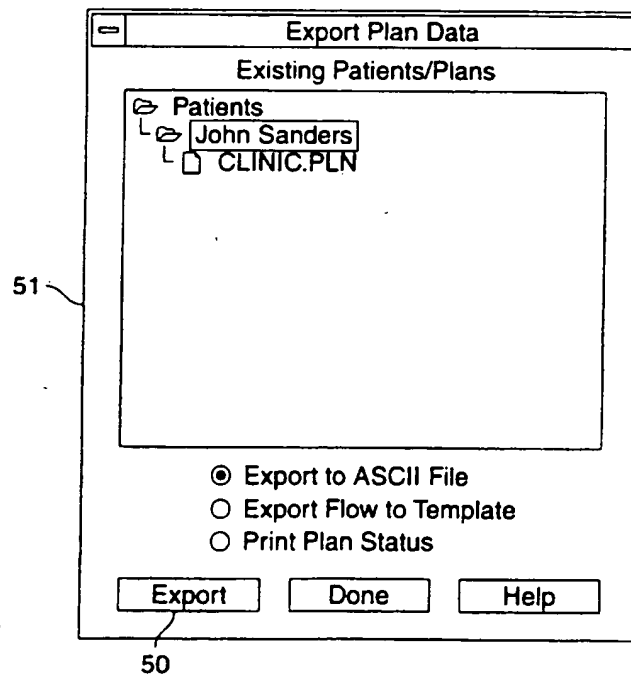 Export Plan Data
Existing Patients/Plans
Patients
John Sanders
CLINIC.PLN
51
Export to ASCII File
Export Flow to Template
Print Plan Status
Export Done Help
50